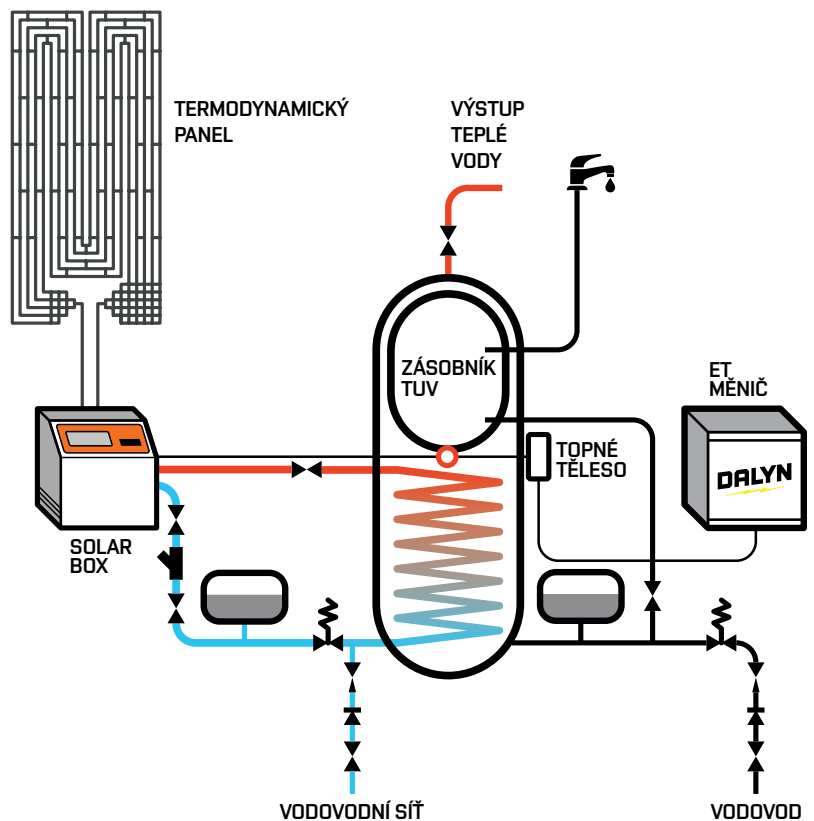 TERMODYNAMICKÝ
PANEL
VÝSTUP
TEPLÉ
VODY
ZÁSOBNÍK
TUV
ET
MĚNIČ
TOPNÉ
TĚLESO
DALYN
SOLAR
BOX
VODOVODNÍ SÍŤ
VODOVOD